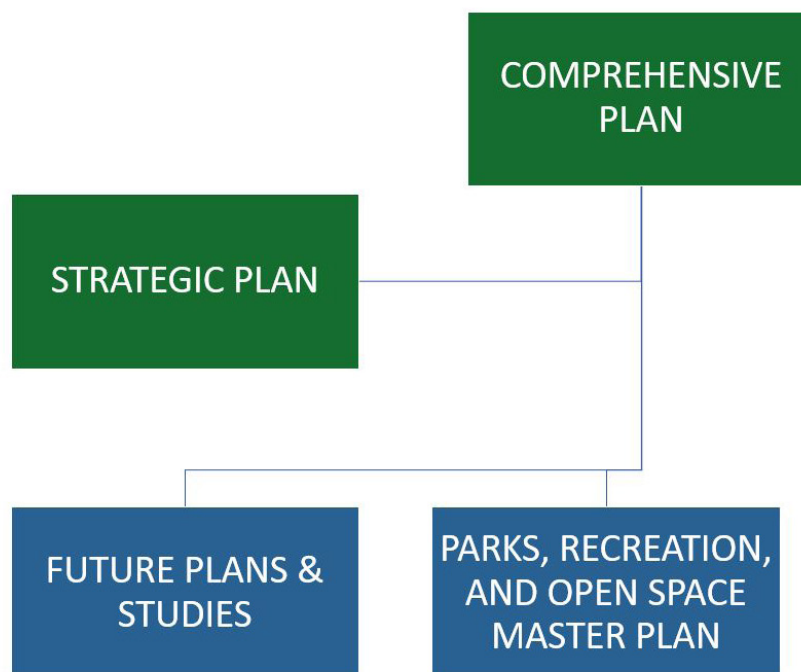 COMPREHENSIVE
PLAN
STRATEGIC PLAN
FUTURE PLANS &
STUDIES
PARKS, RECREATION,
AND OPEN SPACE
MASTER PLAN